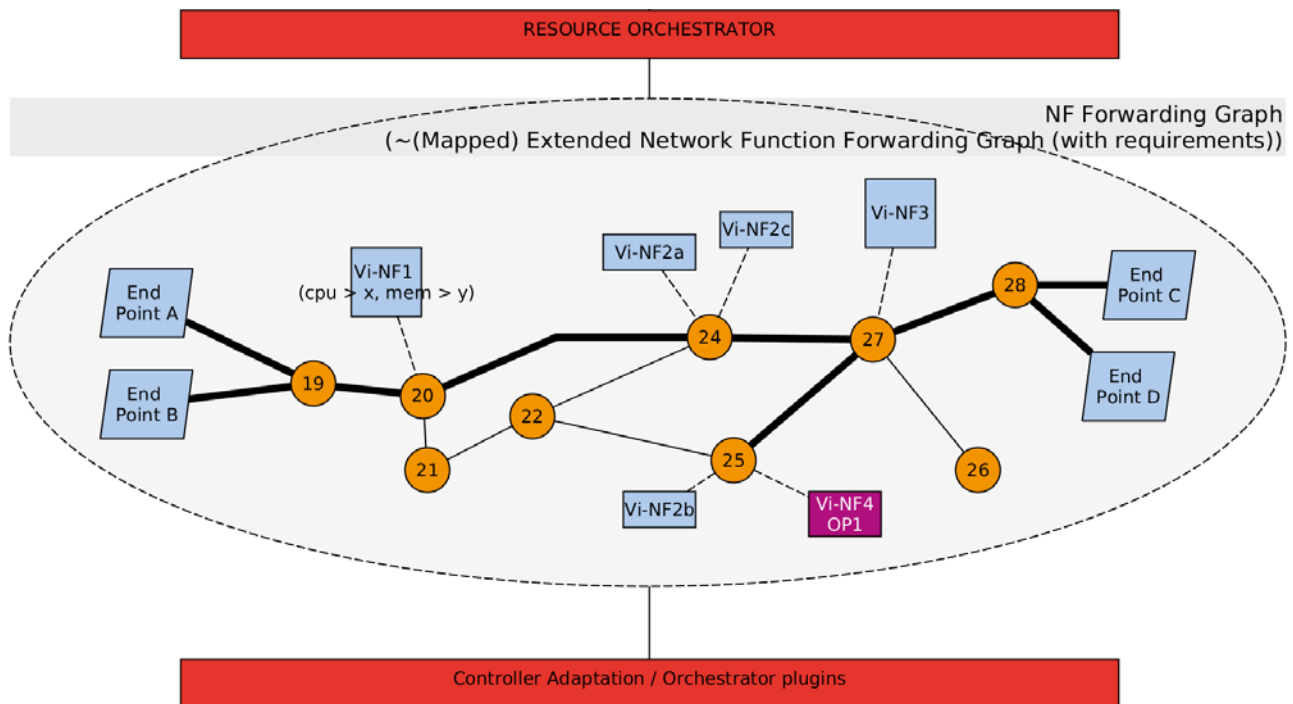 RESOURCE ORCHESTRATOR
NF Forwarding Graph
(~(Mapped) Extended Network Function Forwarding Graph (with requirements))
Vi-NF3
Vi-NF2c
Vi-NF2a
Vi-NF1
(cpu > x, mem > y)
End
Point A
End
Point C
28
24
27
19
20
End
Point B
End
Point D
22
21
25
26
Vi-NF2b
Vi-NF4
OP1
Controller Adaptation / Orchestrator plugins